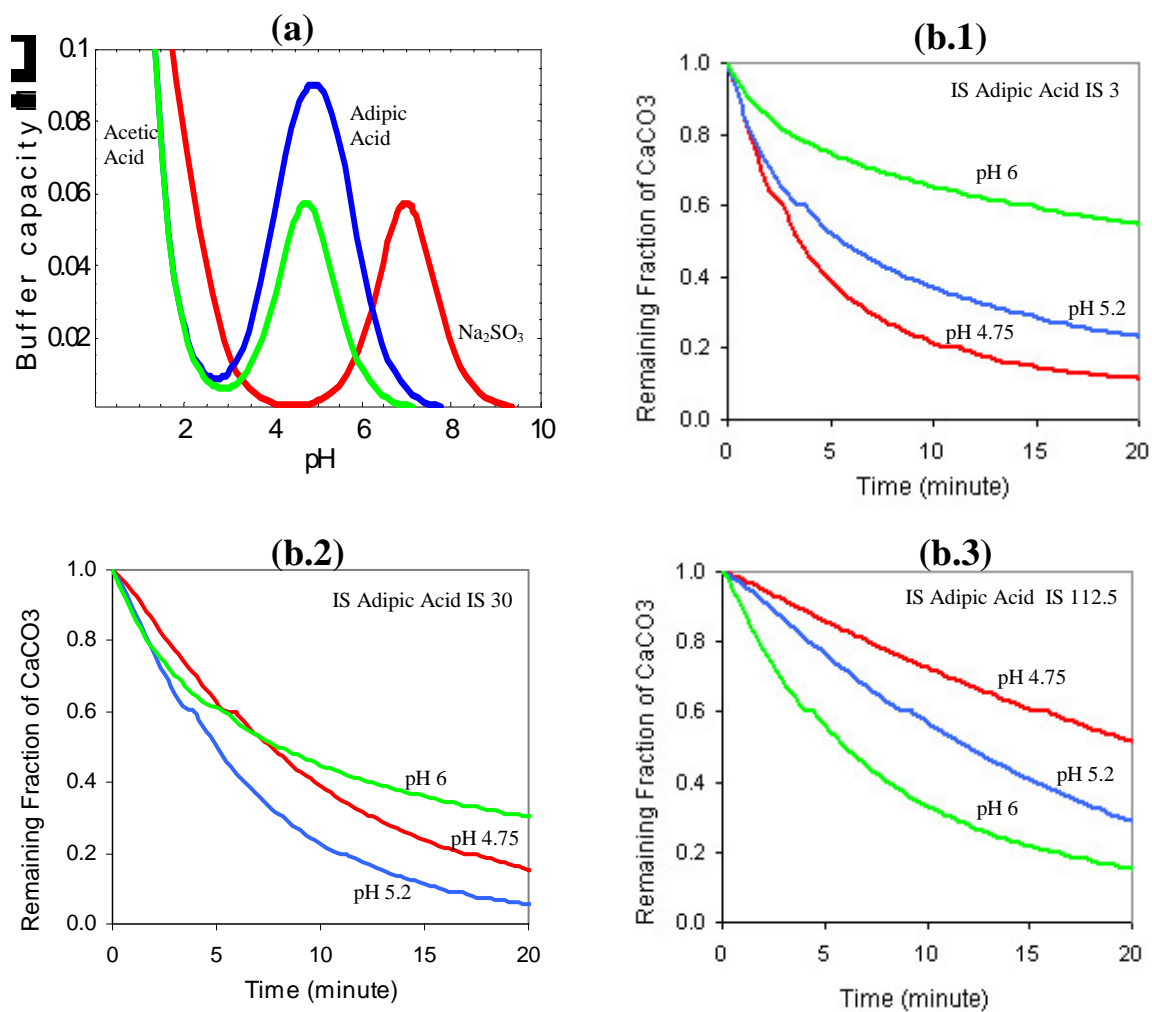 (a)
0.1
0.08
0.06
0.04
0.02
Buffer capacity
Acetic
Acid
Adipic
Acid
Na₂SO₃
2 4 6 8 10
pH
(b.1)
IS Adipic Acid IS 3
1.0
0.8
0.6
0.4
0.2
0.0
Remaining Fraction of CaCO3
pH 6
pH 5.2
pH 4.75
0 5 10 15 20
Time (minute)
(b.2)
IS Adipic Acid IS 30
1.0
0.8
0.6
0.4
0.2
0.0
Remaining Fraction of CaCO3
pH 6
pH 4.75
pH 5.2
0 5 10 15 20
Time (minute)
(b.3)
IS Adipic Acid IS 112.5
1.0
0.8
0.6
0.4
0.2
0.0
Remaining Fraction of CaCO3
pH 4.75
pH 5.2
pH 6
0 5 10 15 20
Time (minute)